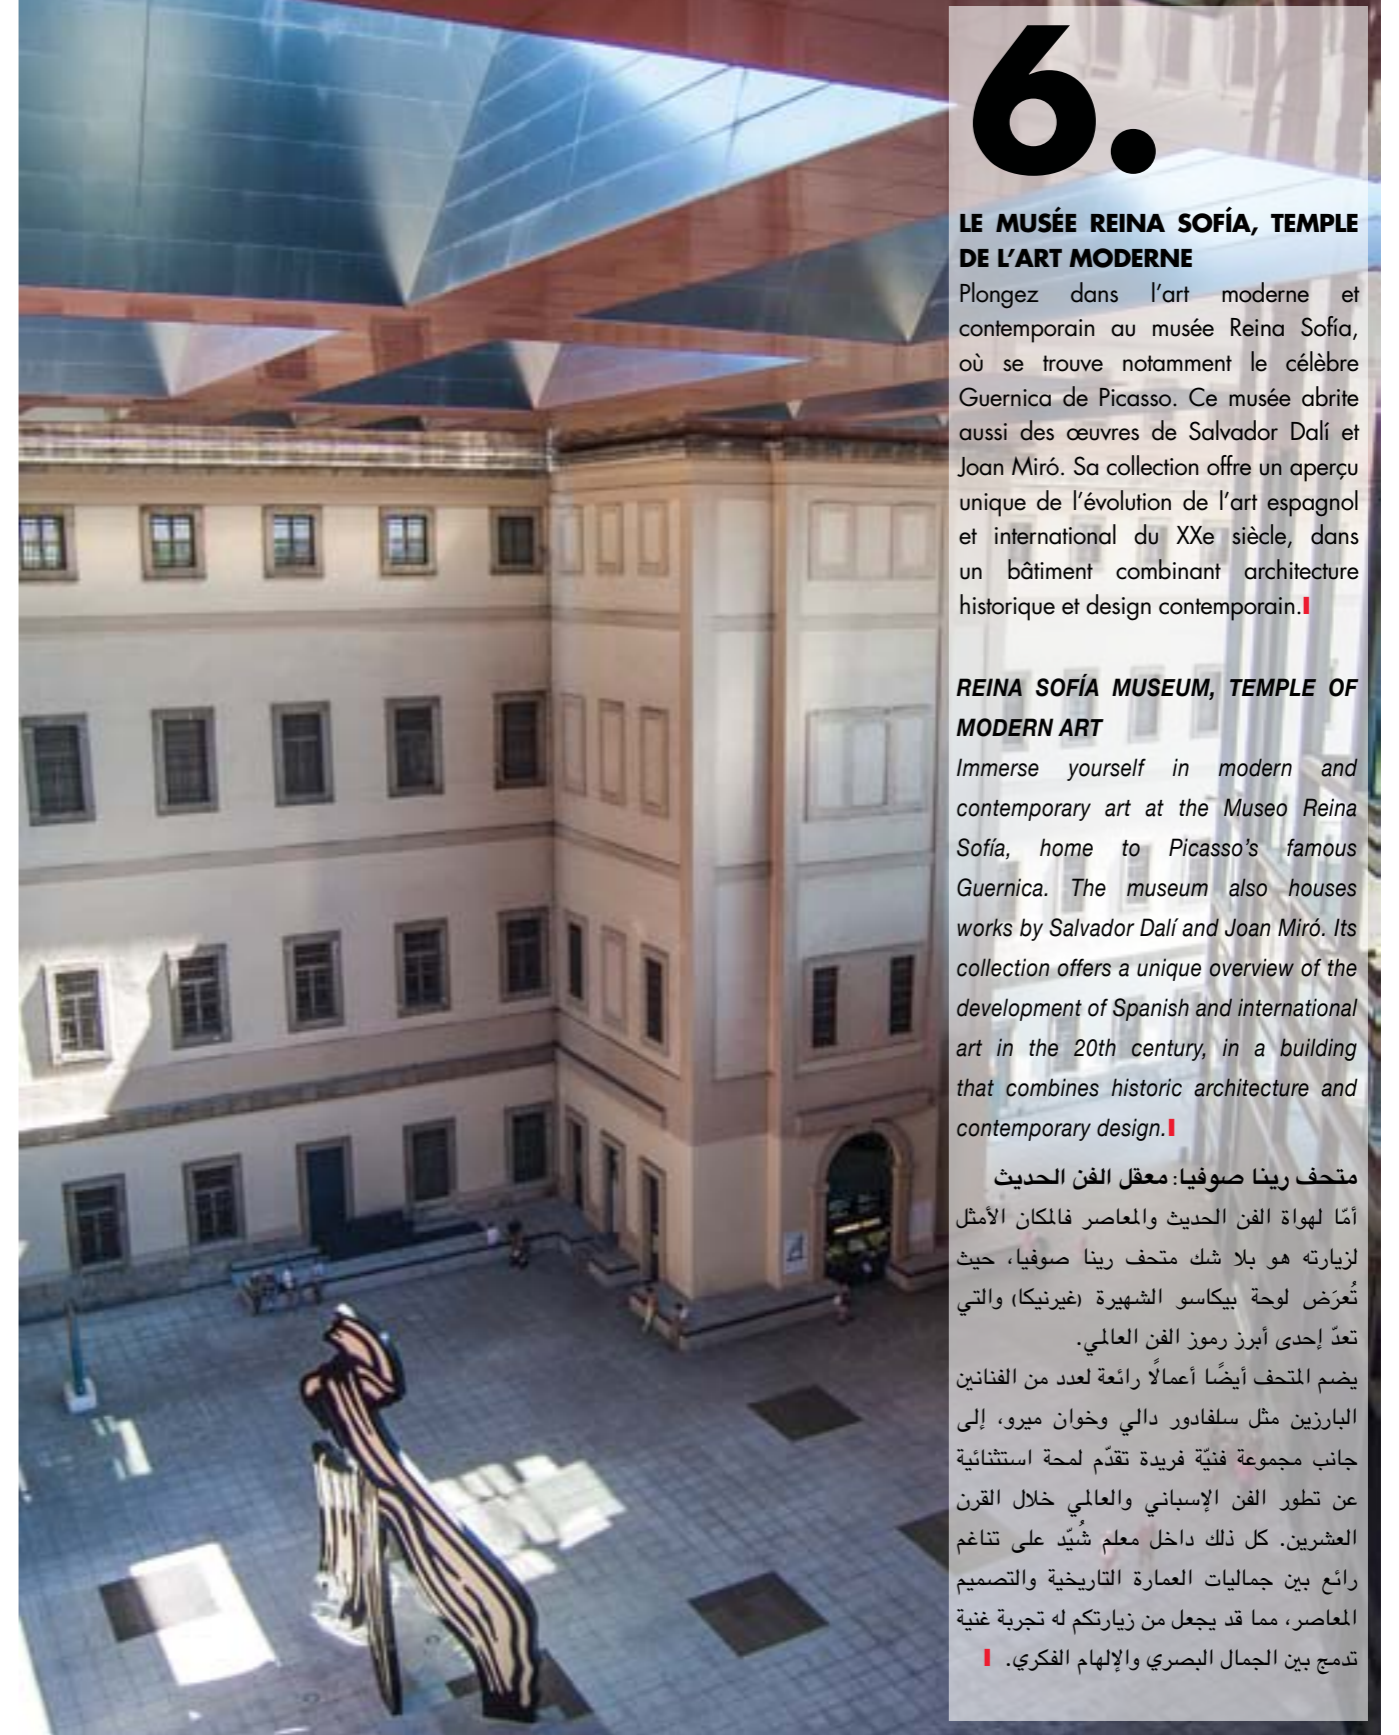 6.
LE MUSÉE REINA SOFÍA, TEMPLE
DE L'ART MODERNE
Plongez dans l'art moderne et
contemporain au musée Reina Sofía,
où se trouve notamment le célèbre
Guernica de Picasso. Ce musée abrite
aussi des œuvres de Salvador Dalí et
Joan Miró. Sa collection offre un aperçu
unique de l'évolution de l'art espagnol
et international du XXe siècle, dans
un bâtiment combinant architecture
historique et design contemporain.
REINA SOFÍA MUSEUM, TEMPLE OF
MODERN ART
Immerse yourself in modern and
contemporary art at the Museo Reina
Sofía, home to Picasso's famous
Guernica. The museum also houses
works by Salvador Dalí and Joan Miró. Its
collection offers a unique overview of the
development of Spanish and international
art in the 20th century, in a building
that combines historic architecture and
contemporary design.
متحف رينا صوفيا: معقل الفن الحديث
أمّا لهواة الفن الحديث والمعاصر فالمكان الأمثل
لزيارته هو بلا شك متحف رينا صوفيا، حيث
تُعرَض لوحة بيكاسو الشهيرة (غيرنيكا) والتي
تعدّ إحدى أبرز رموز الفن العالمي.
يضم المتحف أيضًا أعمالًا رائعة لعدد من الفنانين
البارزين مثل سلفادور دالي وخوان ميرو، إلى
جانب مجموعة فنيّة فريدة تقدّم لمحة استثنائية
عن تطور الفن الإسباني والعالمي خلال القرن
العشرين. كل ذلك داخل معلم شُيّد على تناغم
رائع بين جماليات العمارة التاريخية والتصميم
المعاصر، مما قد يجعل من زيارتكم له تجربة غنية
تدمج بين الجمال البصري والإلهام الفكري.